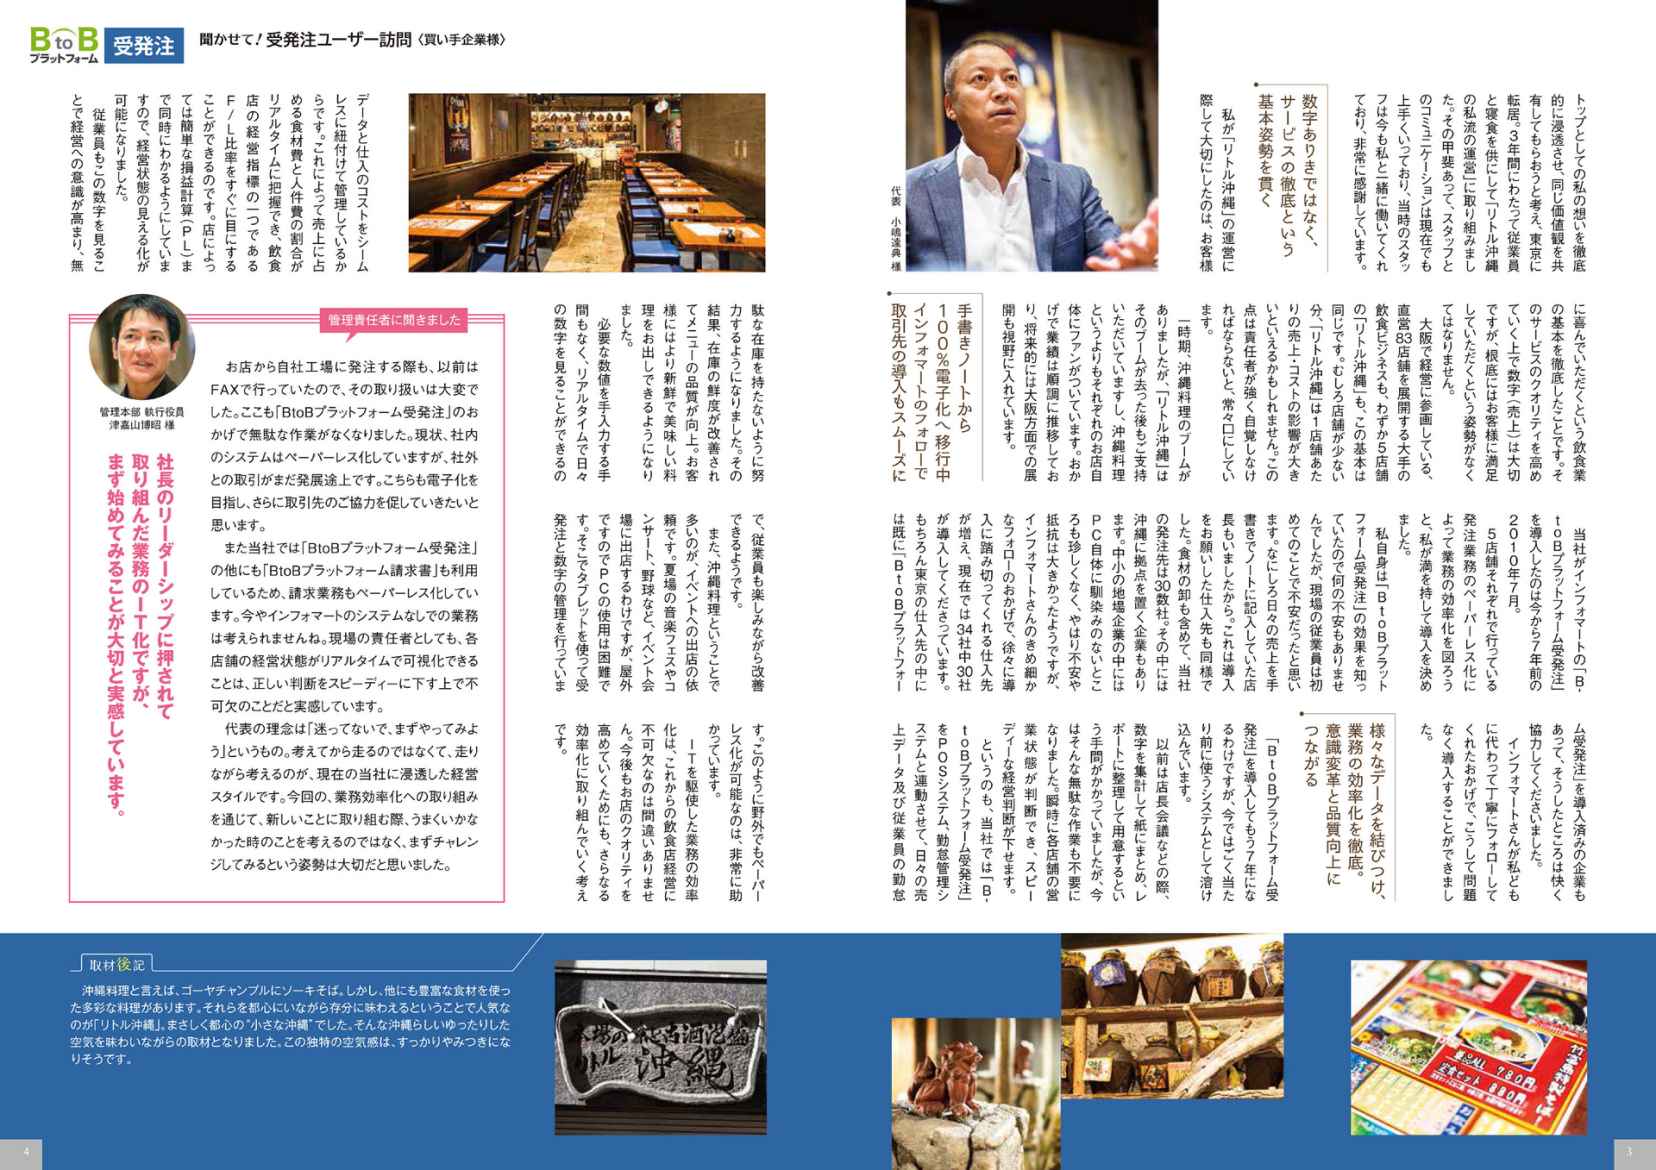 BtoB
プラットフォーム
受発注
聞かせて！受発注ユーザー訪問〈買い手企業様〉
トップとしての私の想いを徹底
的に浸透させ、同じ価値観を共
有してもらおうと考え、東京に
転居。3年間にわたって従業員
と寝食を供にして「リトル沖縄
の私流の運営」に取り組みまし
た。その甲斐あって、スタッフと
のコミュニケーションは現在でも
上手くいっており、当時のスタッ
フは今も私と一緒に働いてくれ
ており、非常に感謝しています。
数字ありきではなく、
サービスの徹底という
基本姿勢を貫く
私が「リトル沖縄」の運営に
際して大切にしたのは、お客様
代表　小嶋達典 様
に喜んでいただくという飲食業
の基本を徹底したことです。そ
のサービスのクオリティを高め
ていく上で数字(売上)は大切
ですが、根底にはお客様に満足
していただくという姿勢がなく
てはなりません。
大阪で経営に参画している、
直営83店舗を展開する大手の
飲食ビジネスも、わずか5店舗
の「リトル沖縄」も、この基本は
同じです。むしろ店舗が少ない
分、「リトル沖縄」は1店舗あた
りの売上・コストの影響が大き
いといえるかもしれません。この
点は責任者が強く自覚しなけ
ればならないと、常々口にしてい
ます。
一時期、沖縄料理のブームが
ありましたが、「リトル沖縄」は
そのブームが去った後もご支持
いただいていますし、沖縄料理
というよりもそれぞれのお店自
体にファンがついています。おか
げで業績は順調に推移してお
り、将来的には大阪方面での展
開も視野に入れています。
手書きノートから
100％電子化へ移行中
インフォマートのフォローで
取引先の導入もスムーズに
当社がインフォマートの「B
toBプラットフォーム受発注」
を導入したのは今から7年前の
2010年7月。
5店舗それぞれで行っている
発注業務のペーパーレス化に
よって業務の効率化を図ろう
と、私が満を持して導入を決め
ました。
私自身は「BtoBプラット
フォーム受発注」の効果を知っ
ていたので何の不安もありませ
んでしたが、現場の従業員は初
めてのことで不安だったと思い
ます。なにしろ日々の売上を手
書きでノートに記入していた店
長もいましたから。これは導入
をお願いした仕入先も同様で
した。食材の卸も含めて、当社
の発注先は30数社。その中には
沖縄に拠点を置く企業もあり
ます。中小の地場企業の中には
PC自体に馴染みのないとこ
ろも珍しくなく、やはり不安や
抵抗は大きかったようですが、
インフォマートさんのきめ細か
なフォローのおかげで、徐々に導
入に踏み切ってくれる仕入先
が増え、現在では34社中30社
が導入してくださっています。
もちろん東京の仕入先の中に
は既に「BtoBプラットフォー
ム受発注」を導入済みの企業も
あって、そうしたところは快く
協力してくださいました。
インフォマートさんが私ども
に代わって丁寧にフォローして
くれたおかげで、こうして問題
なく導入することができまし
た。
様々なデータを結びつけ、
業務の効率化を徹底。
意識変革と品質向上に
つながる
「BtoBプラットフォーム受
発注」を導入してもう7年にな
るわけですが、今ではごく当た
り前に使うシステムとして溶け
込んでいます。
以前は店長会議などの際、
数字を集計して紙にまとめ、レ
ポートに整理して用意するとい
う手間がかかっていましたが、今
はそんな無駄な作業も不要に
なりました。瞬時に各店舗の営
業状態が判断でき、スピー
ディーな経営判断が下せます。
というのも、当社では「B
toBプラットフォーム受発注」
をPOSシステム、勤怠管理シ
ステムと連動させて、日々の売
上データ及び従業員の勤怠
データと仕入のコストをシーム
レスに紐付けて管理しているか
らです。これによって売上に占
める食材費と人件費の割合が
リアルタイムに把握でき、飲食
店の経営指標の一つである
F/L比率をすぐに目にする
ことができるのです。店によっ
ては簡単な損益計算(PL)ま
で同時にわかるようにしていま
すので、経営状態の見える化が
可能になりました。
従業員もこの数字を見るこ
とで経営への意識が高まり、無
駄な在庫を持たないように努
力するようになりました。その
結果、在庫の鮮度が改善され
てメニューの品質が向上。お客
様にはより新鮮で美味しい料
理をお出しできるようになり
ました。
必要な数値を手入力する手
間もなく、リアルタイムで日々
の数字を見ることができるの
で、従業員も楽しみながら改善
できるようです。
また、沖縄料理ということで
多いのが、イベントへの出店の依
頼です。夏場の音楽フェスやコ
ンサート、野球など、イベント会
場に出店するわけですが、屋外
ですのでPCの使用は困難で
す。そこでタブレットを使って受
発注と数字の管理を行っていま
す。このように野外でもペーパー
レス化が可能なのは、非常に助
かっています。
ITを駆使した業務の効率
化は、これからの飲食店経営に
不可欠なのは間違いありませ
ん。今後もお店のクオリティを
高めていくためにも、さらなる
効率化に取り組んでいく考え
です。
管理責任者に聞きました
管理本部 執行役員
津嘉山博昭 様
社長のリーダーシップに押されて
取り組んだ業務のIT化ですが、
まず始めてみることが大切と実感しています。
お店から自社工場に発注する際も、以前は
FAXで行っていたので、その取り扱いは大変で
した。ここも「BtoBプラットフォーム受発注」のお
かげで無駄な作業がなくなりました。現状、社内
のシステムはペーパーレス化していますが、社外
との取引がまだ発展途上です。こちらも電子化を
目指し、さらに取引先のご協力を促していきたいと
思います。
また当社では「BtoBプラットフォーム受発注」
の他にも「BtoBプラットフォーム請求書」も利用
しているため、請求業務もペーパーレス化してい
ます。今やインフォマートのシステムなしでの業務
は考えられませんね。現場の責任者としても、各
店舗の経営状態がリアルタイムで可視化できる
ことは、正しい判断をスピーディーに下す上で不
可欠のことだと実感しています。
代表の理念は「迷ってないで、まずやってみよ
う」というもの。考えてから走るのではなくて、走り
ながら考えるのが、現在の当社に浸透した経営
スタイルです。今回の、業務効率化への取り組み
を通じて、新しいことに取り組む際、うまくいかな
かった時のことを考えるのではなく、まずチャレン
ジしてみるという姿勢は大切だと思いました。
取材後記
沖縄料理と言えば、ゴーヤチャンプルにソーキそば。しかし、他にも豊富な食材を使っ
た多彩な料理があります。それらを都心にいながら存分に味わえるということで人気な
のが「リトル沖縄」。まさしく都心の“小さな沖縄”でした。そんな沖縄らしいゆったりした
空気を味わいながらの取材となりました。この独特の空気感は、すっかりやみつきにな
りそうです。
リトル沖縄
780円
定食セット 880円
4
3